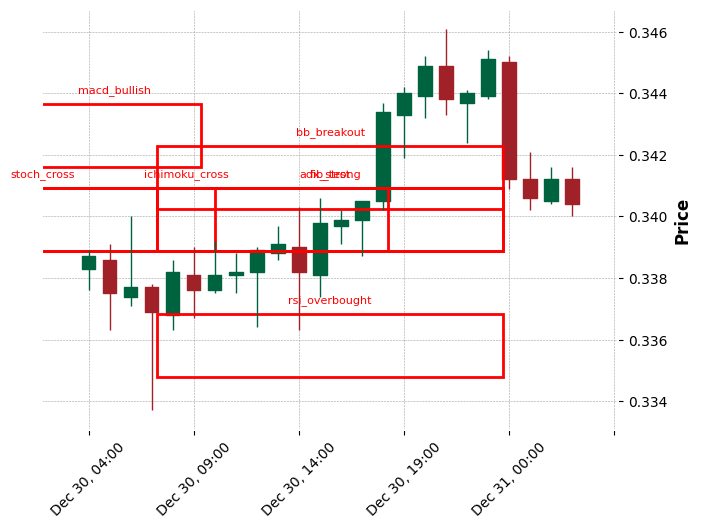 0.346
macd_bullish
0.344
bb_breakout
0.342
stoch_cross
ichimoku_cross
0.340
Price
0.338
rsi_overbought
0.336
0.334
Dec 30, 04:00
Dec 30, 09:00
Dec 30, 14:00
Dec 30, 19:00
Dec 31, 00:00